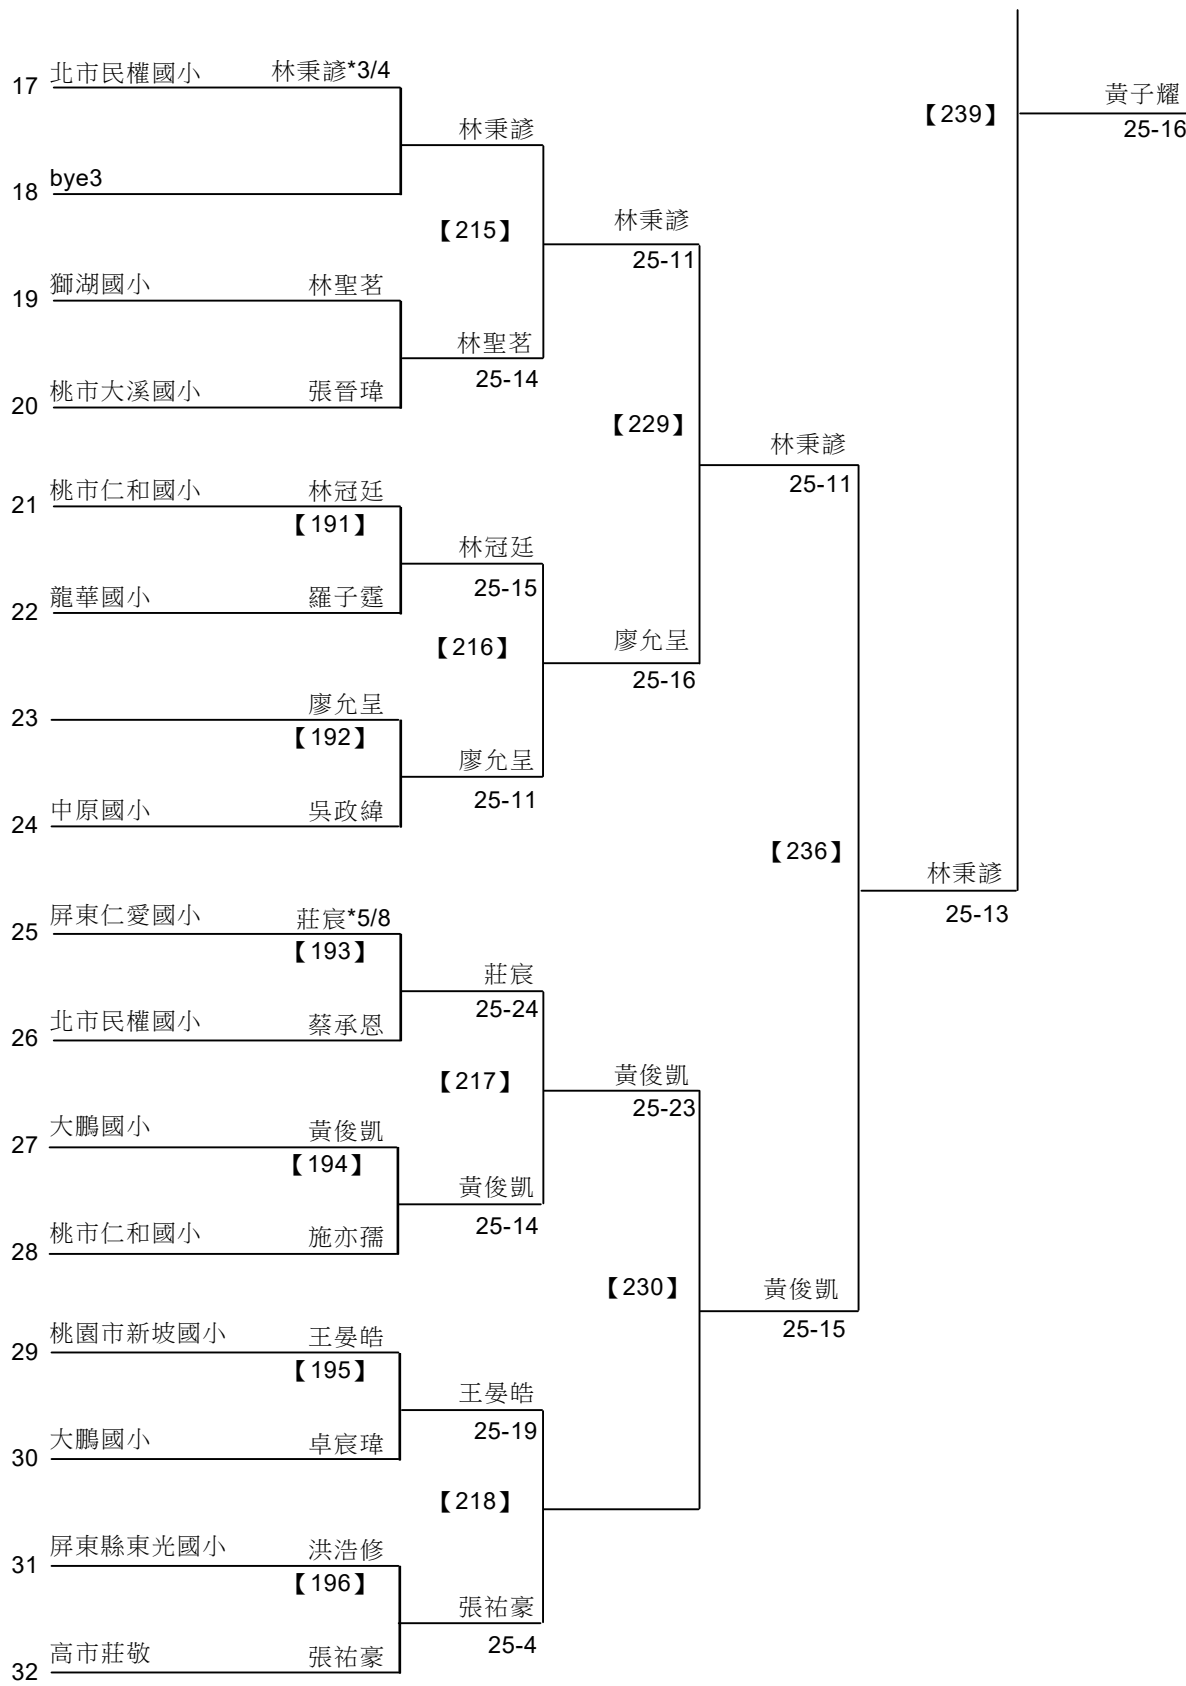 17 北市民權國小 林秉諺*3/4
【239】 黃子耀
25-16
林秉諺
18 bye3
【215】 林秉諺
25-11
19 獅湖國小 林聖茗
林聖茗
25-14
20 桃市大溪國小 張晉瑋
【229】 林秉諺
25-11
21 桃市仁和國小 林冠廷
【191】
林冠廷
25-15
22 龍華國小 羅子霆
【216】 廖允呈
25-16
23 廖允呈
【192】
廖允呈
25-11
24 中原國小 吳政緯
【236】 林秉諺
25-13
25 屏東仁愛國小 莊宸*5/8
【193】
莊宸
25-24
26 北市民權國小 蔡承恩
【217】 黃俊凱
25-23
27 大鵬國小 黃俊凱
【194】
黃俊凱
25-14
28 桃市仁和國小 施亦孺
【230】 黃俊凱
25-15
29 桃園市新坡國小 王晏皓
【195】
王晏皓
25-19
30 大鵬國小 卓宸瑋
【218】
31 屏東縣東光國小 洪浩修
【196】
張祐豪
25-4
32 高市莊敬 張祐豪